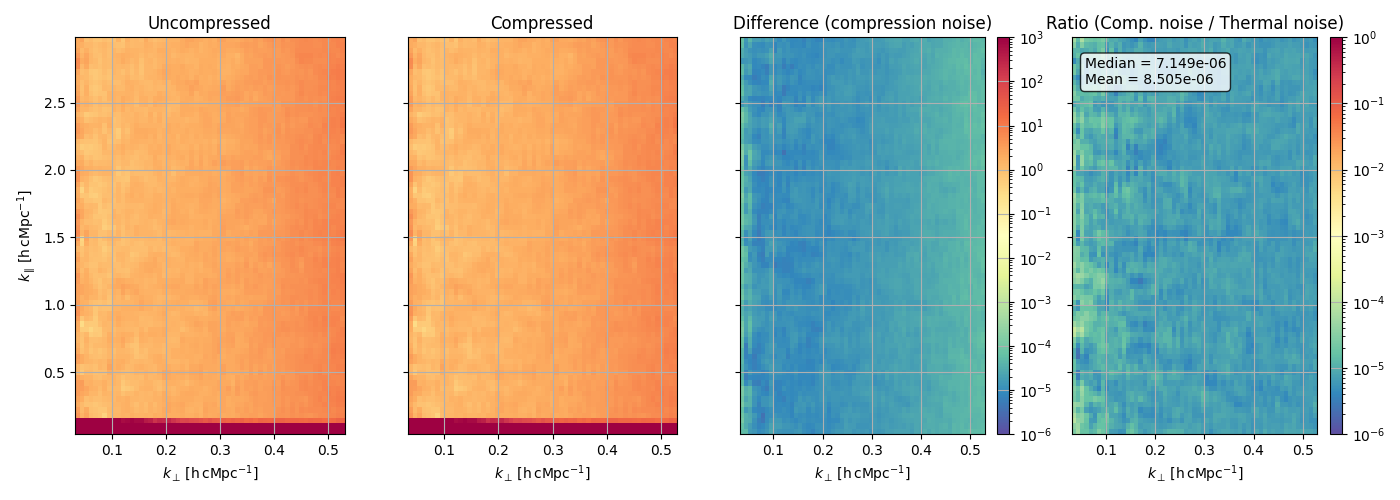 Uncompressed
Compressed
Difference (compression noise)
Ratio (Comp. noise / Thermal noise)
Median = 7.149e-06
Mean = 8.505e-06
k∥ [h cMpc⁻¹]
2.5
2.0
1.5
1.0
0.5
0.1 0.2 0.3 0.4 0.5
k⊥ [h cMpc⁻¹]
0.1 0.2 0.3 0.4 0.5
k⊥ [h cMpc⁻¹]
0.1 0.2 0.3 0.4 0.5
k⊥ [h cMpc⁻¹]
10³
10²
10¹
10⁰
10⁻¹
10⁻²
10⁻³
10⁻⁴
10⁻⁵
10⁻⁶
0.1 0.2 0.3 0.4 0.5
k⊥ [h cMpc⁻¹]
10⁰
10⁻¹
10⁻²
10⁻³
10⁻⁴
10⁻⁵
10⁻⁶